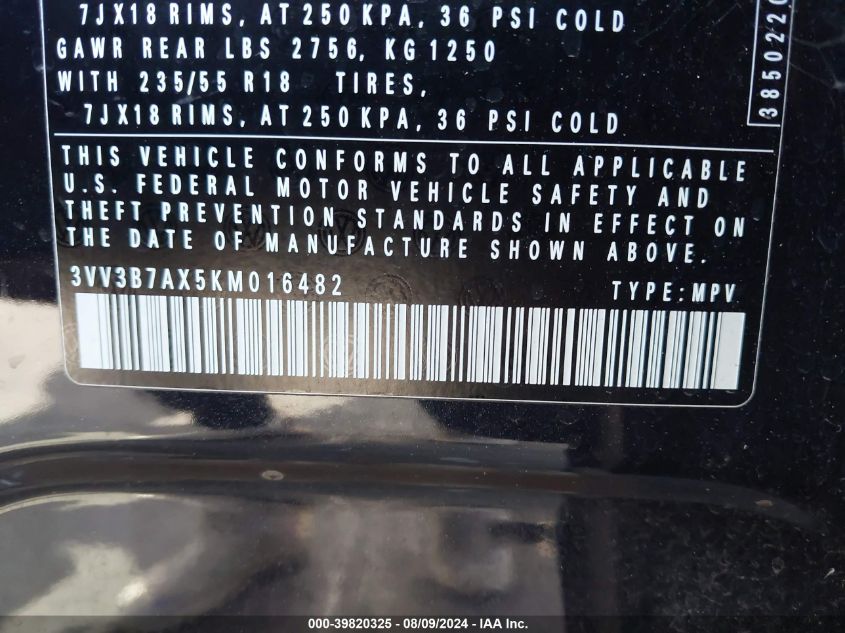 7JX18 RIMS, AT 250 KPA, 36 PSI COLD
GAWR REAR LBS 2756, KG 1250
WITH 235/55 R18 TIRES,
7JX18 RIMS, AT 250 KPA, 36 PSI COLD
3850220
THIS VEHICLE CONFORMS TO ALL APPLICABLE
U.S. FEDERAL MOTOR VEHICLE SAFETY AND
THEFT PREVENTION STANDARDS IN EFFECT ON
THE DATE OF MANUFACTURE SHOWN ABOVE.
3VV3B7AX5KM016482 TYPE: MPV
000-39820325 - 08/09/2024 - IAA Inc.